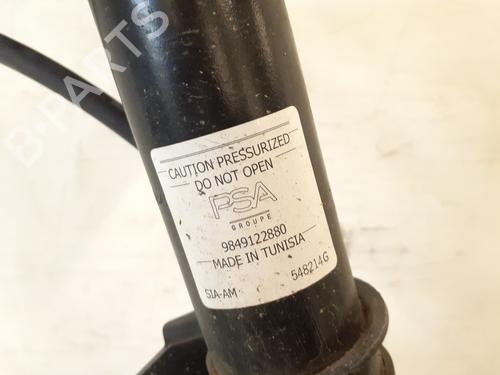 B-PARTS
CAUTION PRESSURIZED
DO NOT OPEN
PSA
GROUPE
9849122880
MADE IN TUNISIA
SIA-AM 548214G